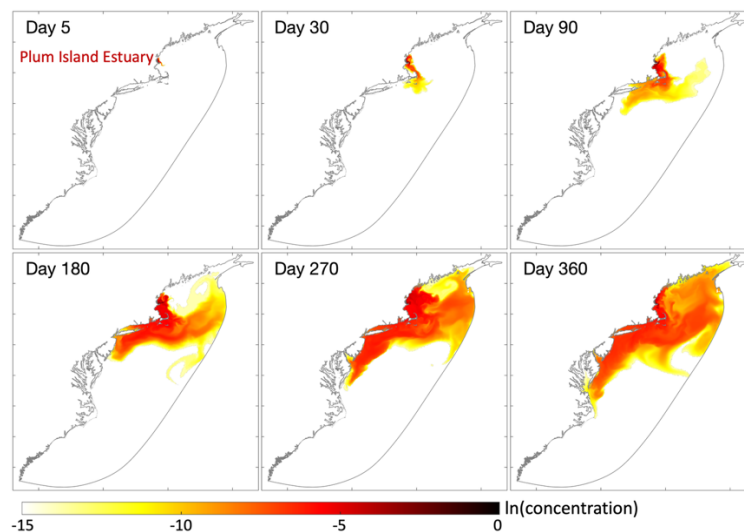 Day 5
Plum Island Estuary
Day 30
Day 90
Day 180
Day 270
Day 360
ln(concentration)
-15
-10
-5
0